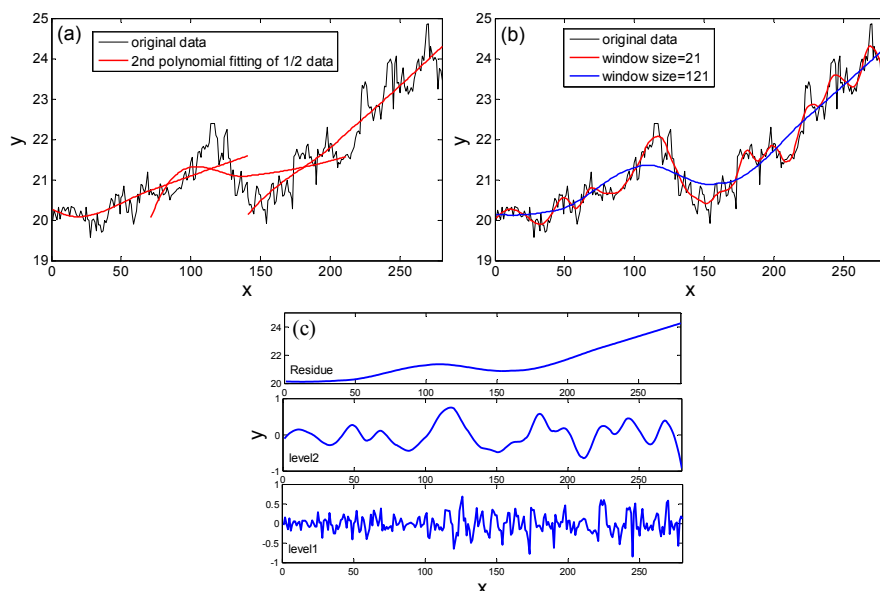 (a)
original data
2nd polynomial fitting of 1/2 data
25
24
23
22
21
20
19
y
0 50 100 150 200 250
x
(b)
original data
window size=21
window size=121
25
24
23
22
21
20
19
y
0 50 100 150 200 250
x
(c)
24
22
20
Residue
0 50 100 150 200 250
1
0
-1
y
level2
0 50 100 150 200 250
1
0.5
0
-0.5
-1
level1
0 50 100 150 200 250
x